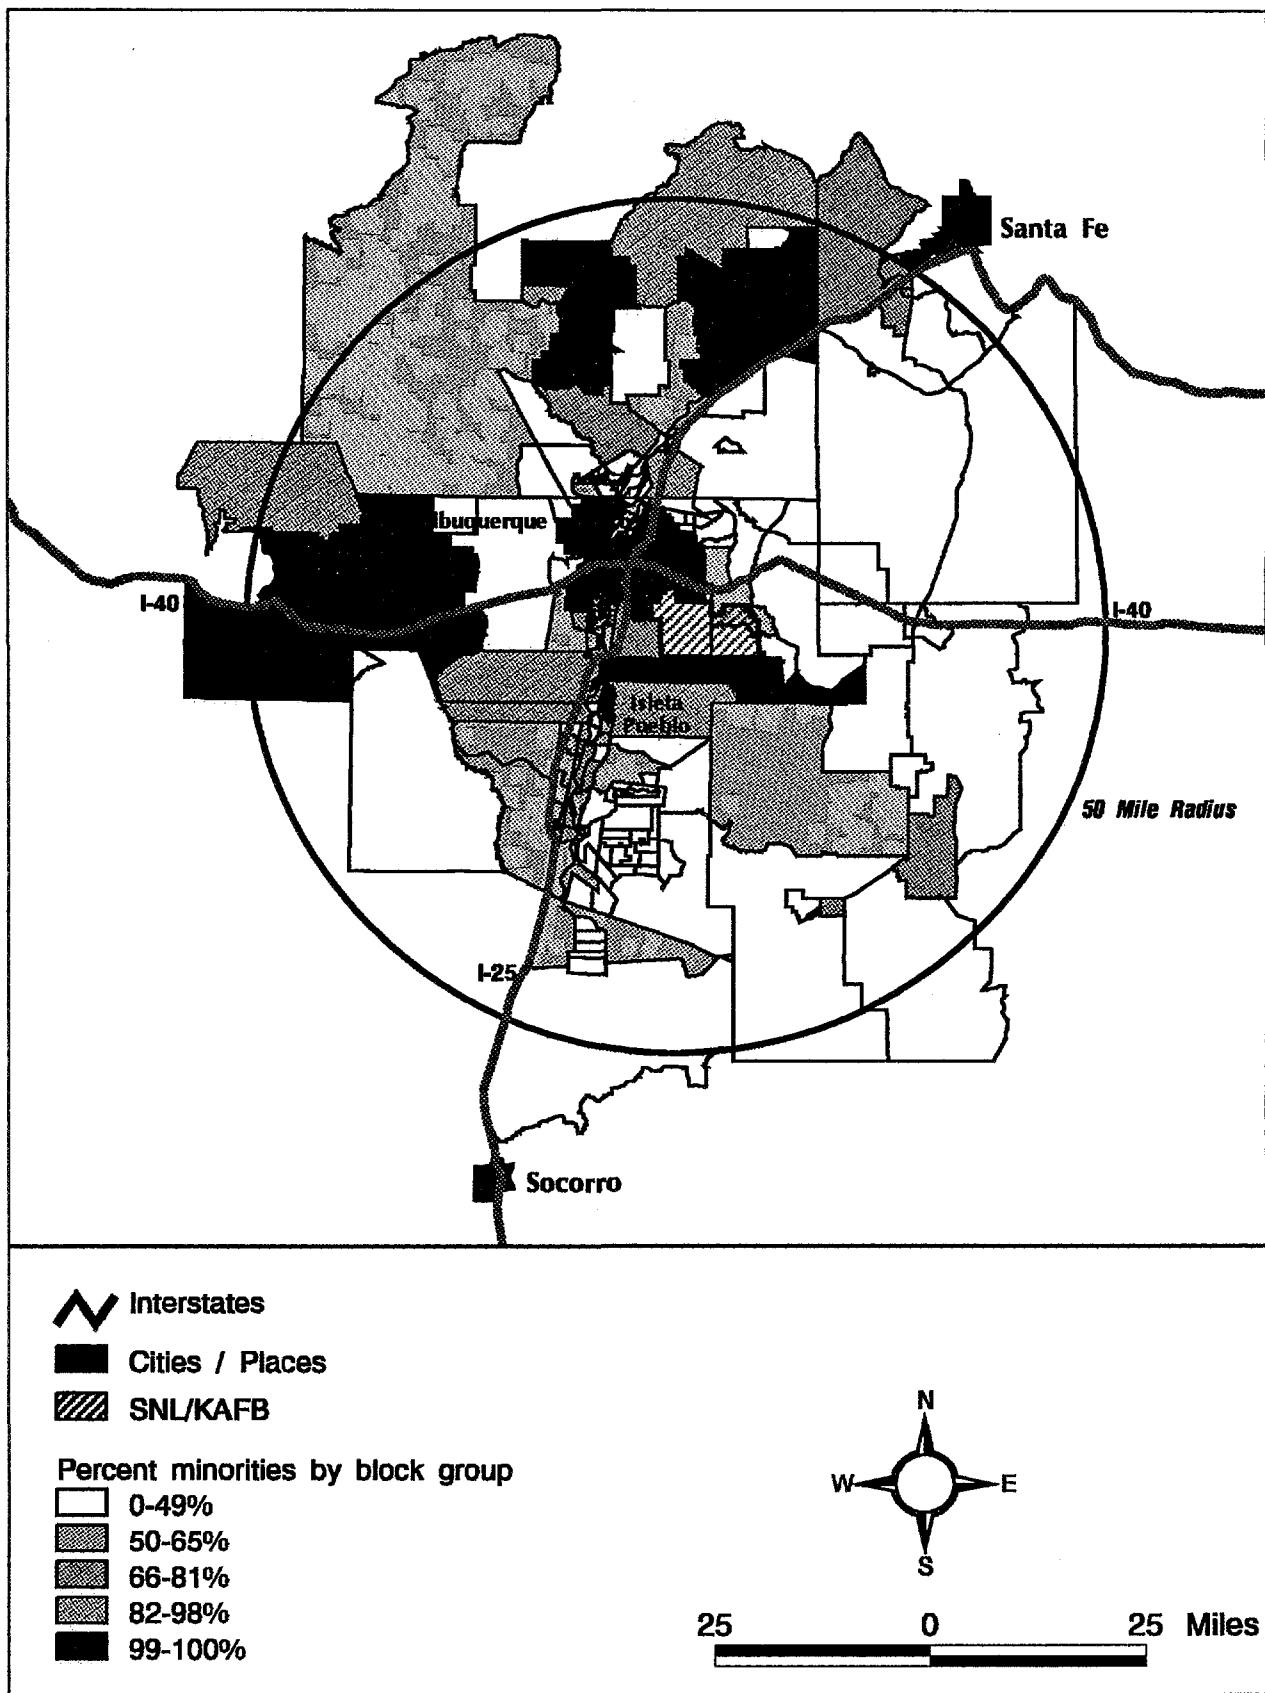 Santa Fe
lbuquerque
I-40
I-40
Isleta
Pueblo
50 Mile Radius
I-25
Socorro
Interstates
Cities / Places
SNL/KAFB
Percent minorities by block group
0-49%
50-65%
66-81%
82-98%
99-100%
N
W
E
S
25 0 25 Miles